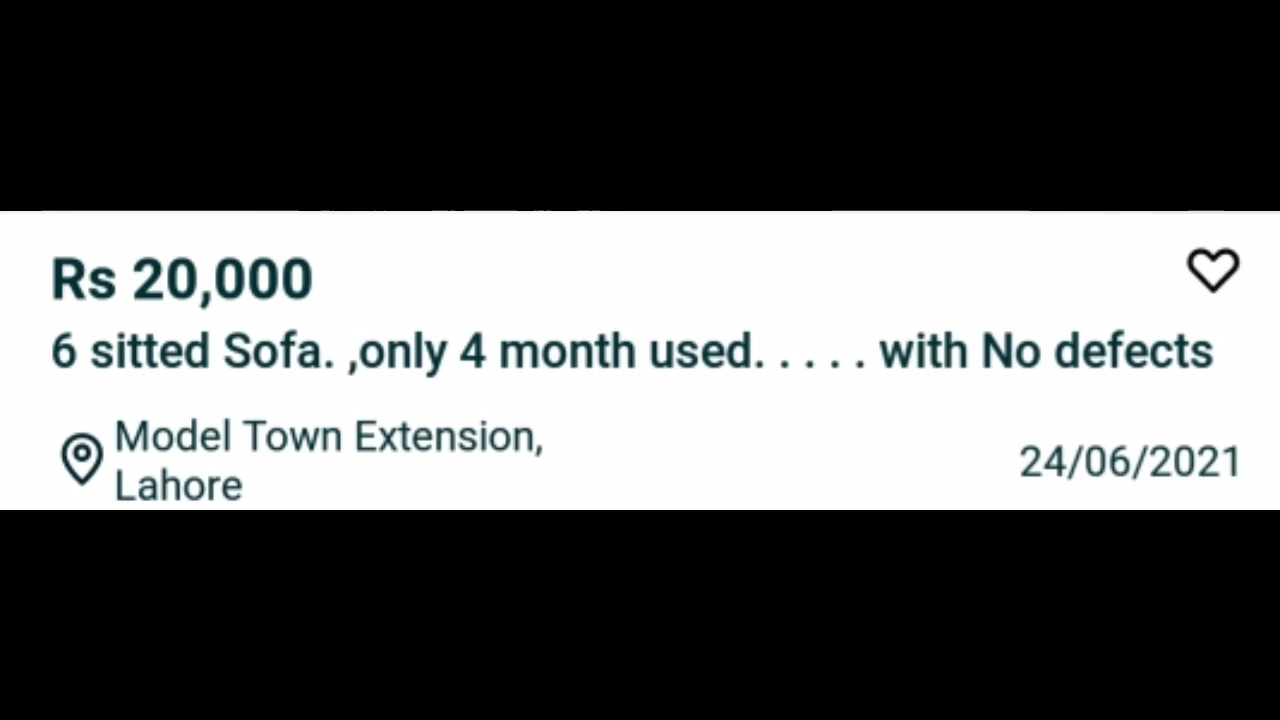 Rs 20,000
6 sitted Sofa. ,only 4 month used. . . . . with No defects
Model Town Extension,
Lahore
24/06/2021